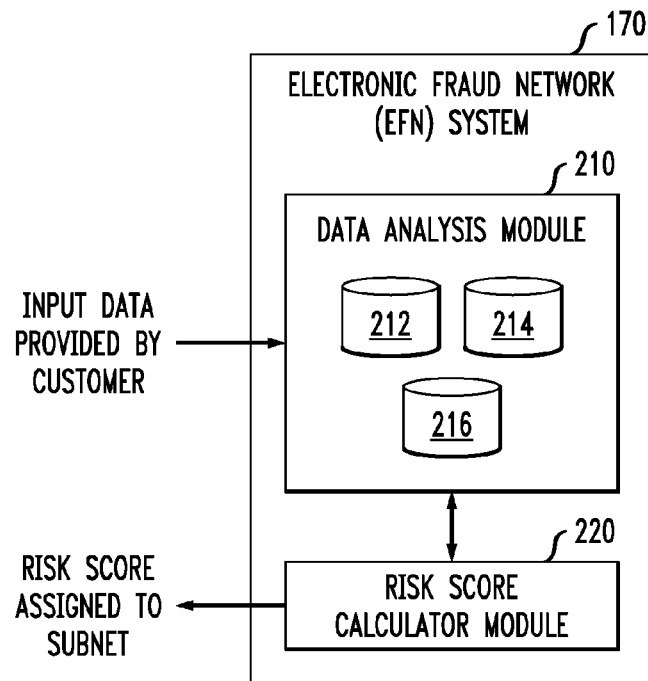 170
ELECTRONIC FRAUD NETWORK
(EFN) SYSTEM
210
DATA ANALYSIS MODULE
212
214
216
INPUT DATA
PROVIDED BY
CUSTOMER
220
RISK SCORE
CALCULATOR MODULE
RISK SCORE
ASSIGNED TO
SUBNET